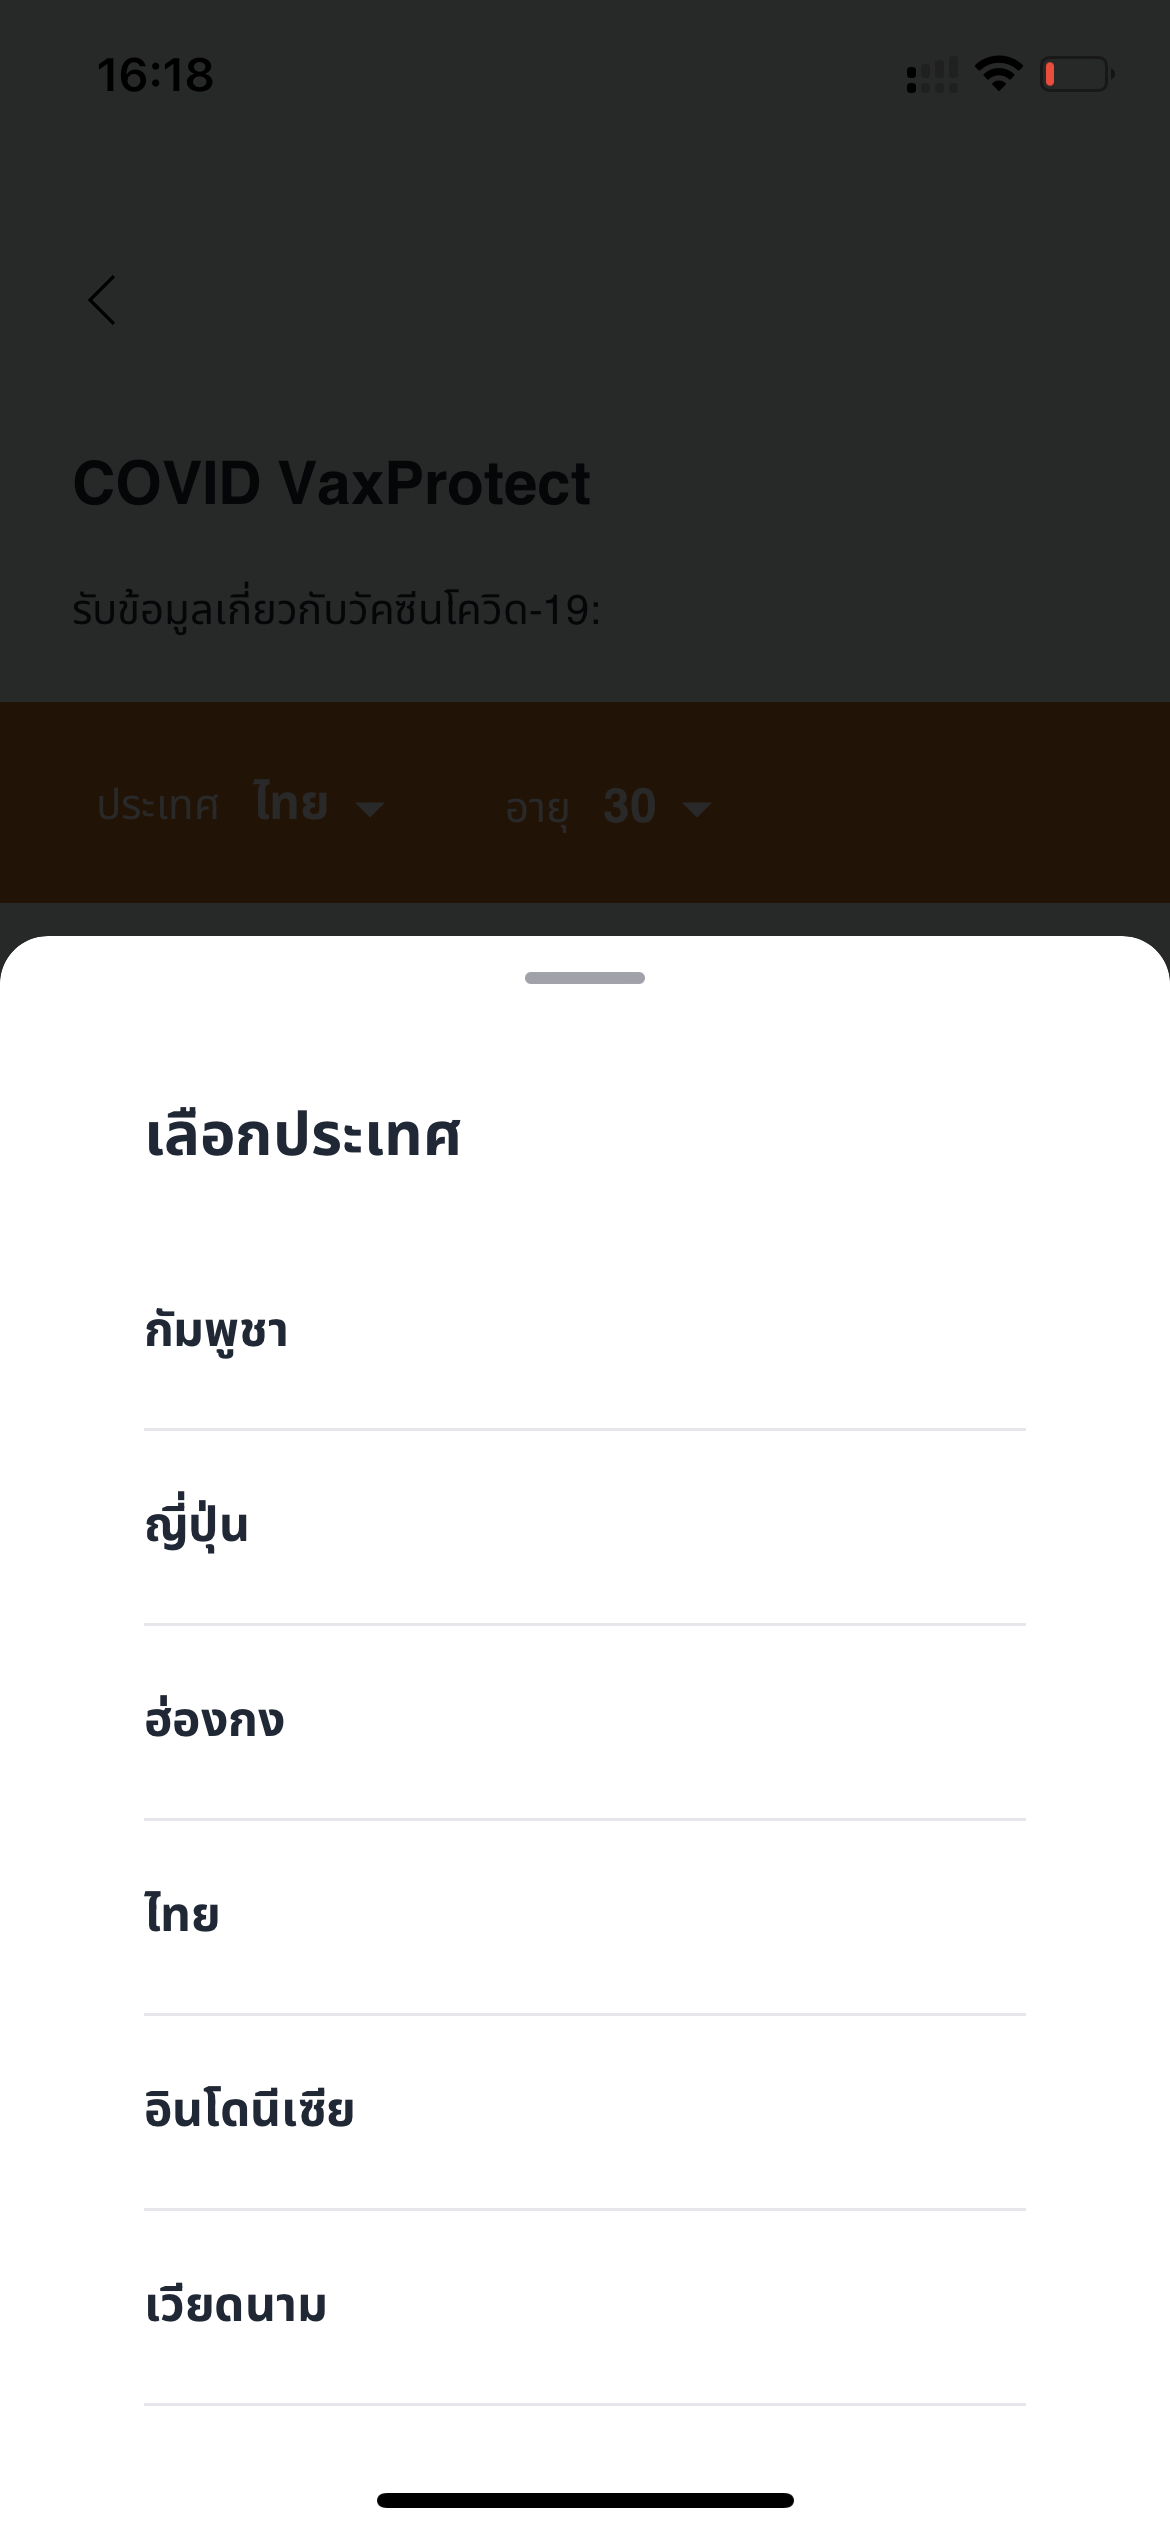 16:18
COVID VaxProtect
รับข้อมูลเกี่ยวกับวัคซีนโควิด-19:
ประเทศ ไทย อายุ 30
เลือกประเทศ
กัมพูชา
ญี่ปุ่น
ฮ่องกง
ไทย
อินโดนีเซีย
เวียดนาม